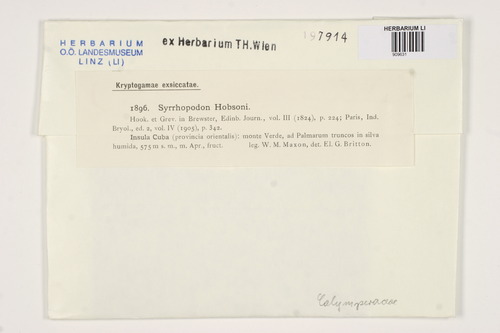 HERBARIUM
O.Ö. LANDESMUSEUM
LINZ (LI)
ex Herbarium TH.Wien
197914
HERBARIUM LI
909631
Kryptogamae exsiccatae.
1896. Syrrhopodon Hobsoni.
Hook. et Grev. in Brewster, Edinb. Journ., vol. III (1824), p. 224; Paris, Ind.
Bryol., ed. 2, vol. IV (1905), p. 342.
Insula Cuba (provincia orientalis): monte Verde, ad Palmarum truncos in silva
humida, 575 m s. m., m. Apr., fruct. leg. W. M. Maxon, det. El. G. Britton.
Calymperaceae